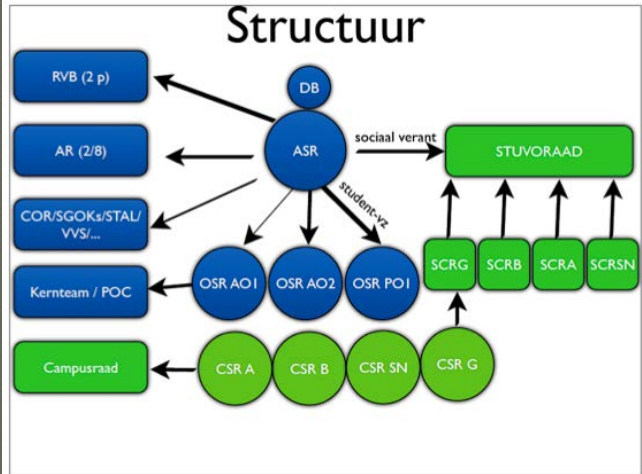 Structuur
RVB (2 p)
DB
AR (2/8)
ASR
sociaal verant
STUVORAAD
student-vz
COR/SGOKs/STAL/
VVS/...
Kernteam / POC
OSR AO1
OSR AO2
OSR PO1
SCRG
SCRB
SCRA
SCRSN
Campusraad
CSR A
CSR B
CSR SN
CSR G